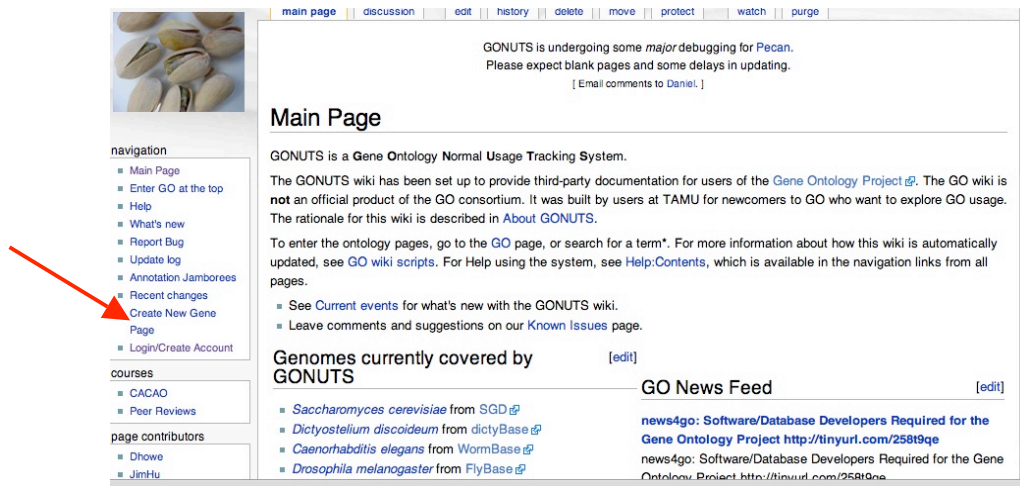 main page discussion edit history delete move protect watch purge
GONUTS is undergoing some major debugging for Pecan.
Please expect blank pages and some delays in updating.
[ Email comments to Daniel. ]
Main Page
navigation
Main Page
Enter GO at the top
Help
What's new
Report Bug
Update log
Annotation Jamborees
Recent changes
Create New Gene
Page
Login/Create Account
courses
CACAO
Peer Reviews
page contributors
Dhowe
JimHu
GONUTS is a Gene Ontology Normal Usage Tracking System.
The GONUTS wiki has been set up to provide third-party documentation for users of the Gene Ontology Project. The GO wiki is
not an official product of the GO consortium. It was built by users at TAMU for newcomers to GO who want to explore GO usage.
The rationale for this wiki is described in About GONUTS.
To enter the ontology pages, go to the GO page, or search for a term*. For more information about how this wiki is automatically
updated, see GO wiki scripts. For Help using the system, see Help:Contents, which is available in the navigation links from all
pages.
See Current events for what's new with the GONUTS wiki.
Leave comments and suggestions on our Known Issues page.
Genomes currently covered by [edit]
GONUTS
Saccharomyces cerevisiae from SGD
Dictyostelium discoideum from dictyBase
Caenorhabditis elegans from WormBase
Drosophila melanogaster from FlyBase
GO News Feed [edit]
news4go: Software/Database Developers Required for the
Gene Ontology Project http://tinyurl.com/258t9qe
news4go: Software/Database Developers Required for the Gene
Ontology Project http://tinyurl.com/258t9qe